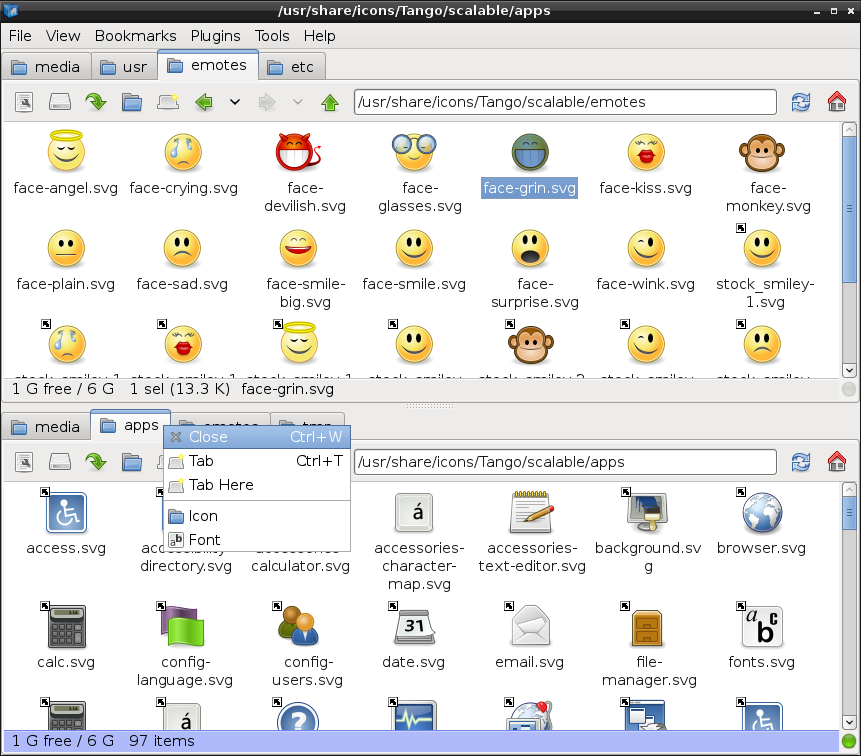 /usr/share/icons/Tango/scalable/apps
File View Bookmarks Plugins Tools Help
media usr emotes etc
/usr/share/icons/Tango/scalable/emotes
face-angel.svg face-crying.svg face-devilish.svg face-glasses.svg face-grin.svg face-kiss.svg face-monkey.svg
face-plain.svg face-sad.svg face-smile-big.svg face-smile.svg face-surprise.svg face-wink.svg stock_smiley-1.svg
1 G free / 6 G 1 sel (13.3 K) face-grin.svg
media apps
Close Ctrl+W
Tab Ctrl+T
Tab Here
Icon
Font
/usr/share/icons/Tango/scalable/apps
access.svg directory.svg calculator.svg accessories-character-map.svg accessories-text-editor.svg background.svg browser.svg
calc.svg config-language.svg config-users.svg date.svg email.svg file-manager.svg fonts.svg
31
1 G free / 6 G 97 items